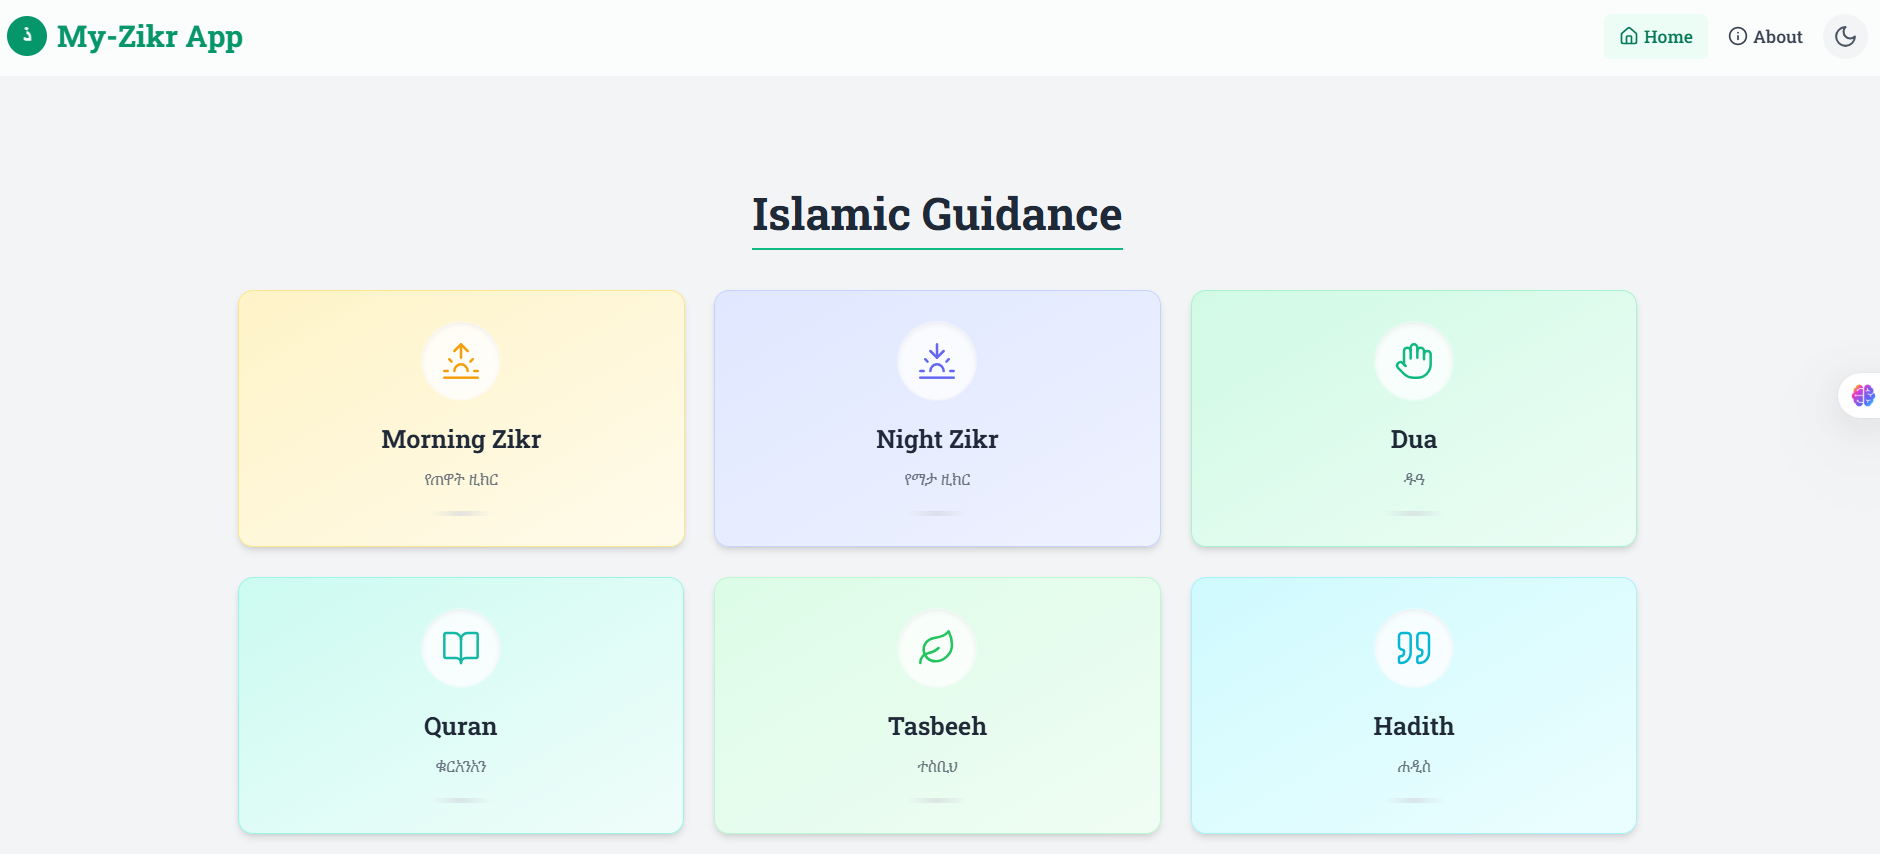 ذ
My-Zikr App
Home
About
Islamic Guidance
Morning Zikr
የጠዋት ዚክር
Night Zikr
የማታ ዚክር
Dua
ዱዓ
Quran
ቁርአንአን
Tasbeeh
ተስቢህ
Hadith
ሐዲስ